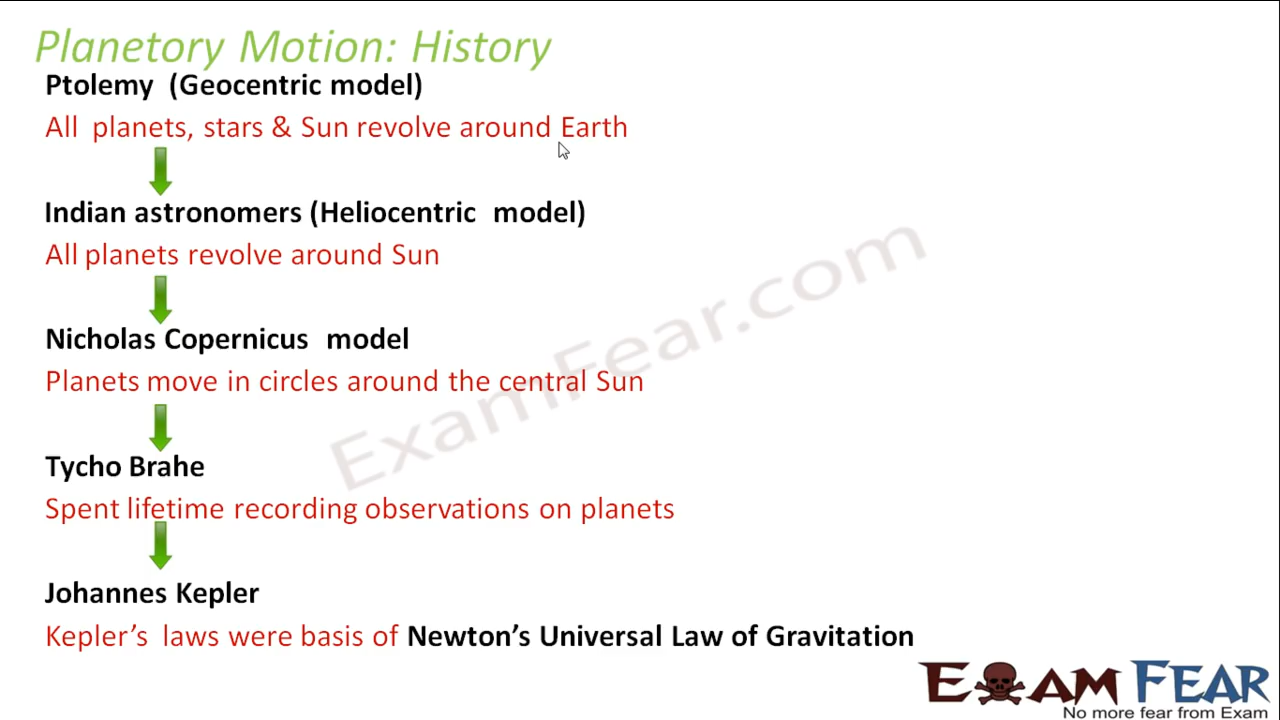 Planetory Motion: History
Ptolemy (Geocentric model)
All planets, stars & Sun revolve around Earth
Indian astronomers (Heliocentric model)
All planets revolve around Sun
Nicholas Copernicus model
Planets move in circles around the central Sun
Tycho Brahe
Spent lifetime recording observations on planets
Johannes Kepler
Kepler’s laws were basis of Newton’s Universal Law of Gravitation
ExamFear.com
EXAM FEAR
No more fear from Exam